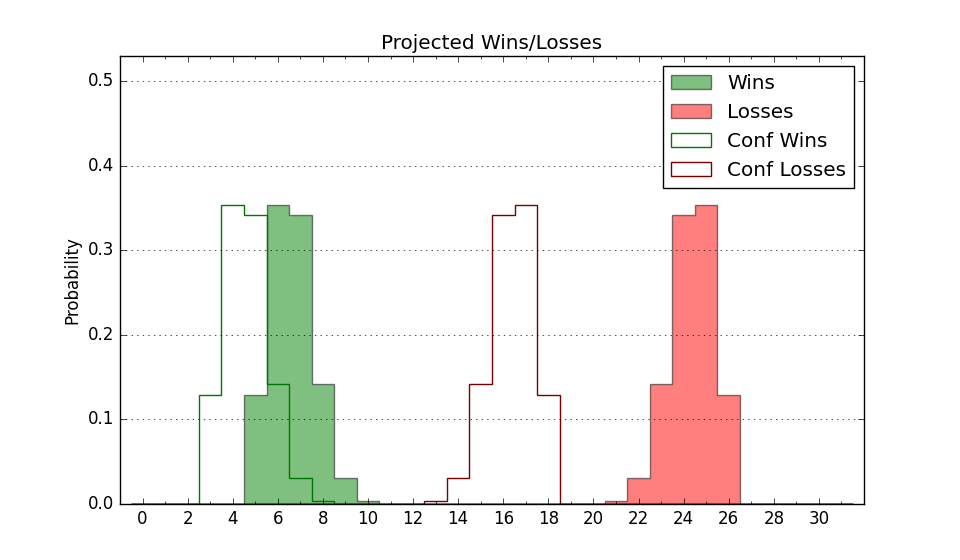 Projected Wins/Losses
Wins
Losses
Conf Wins
Conf Losses
Probability
0.5
0.4
0.3
0.2
0.1
0.0
0 2 4 6 8 10 12 14 16 18 20 22 24 26 28 30